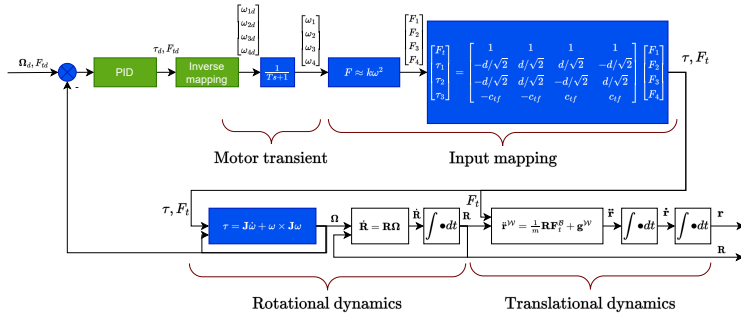 Ω_d, F_td
-
PID
τ_d, F_td
Inverse mapping
[ω_1d ω_2d ω_3d ω_4d]
1/(Ts+1)
[ω_1 ω_2 ω_3 ω_4]
F ≈ kω²
[F_1 F_2 F_3 F_4]
[F_t τ_1 τ_2 τ_3] = [1 1 1 1; -d/√2 d/√2 d/√2 -d/√2; -d/√2 d/√2 -d/√2 d/√2; -c_tf -c_tf c_tf c_tf] [F_1 F_2 F_3 F_4]
τ, F_t
Motor transient
Input mapping
τ, F_t
τ = Jω̇ + ω × Jω
Ω
Ṙ = RΩ
Ṙ
∫ •dt
R
F_t
r̈^W = 1/m RF_t^B + g^W
r̈
∫ •dt
ṙ
∫ •dt
r
R
Rotational dynamics
Translational dynamics